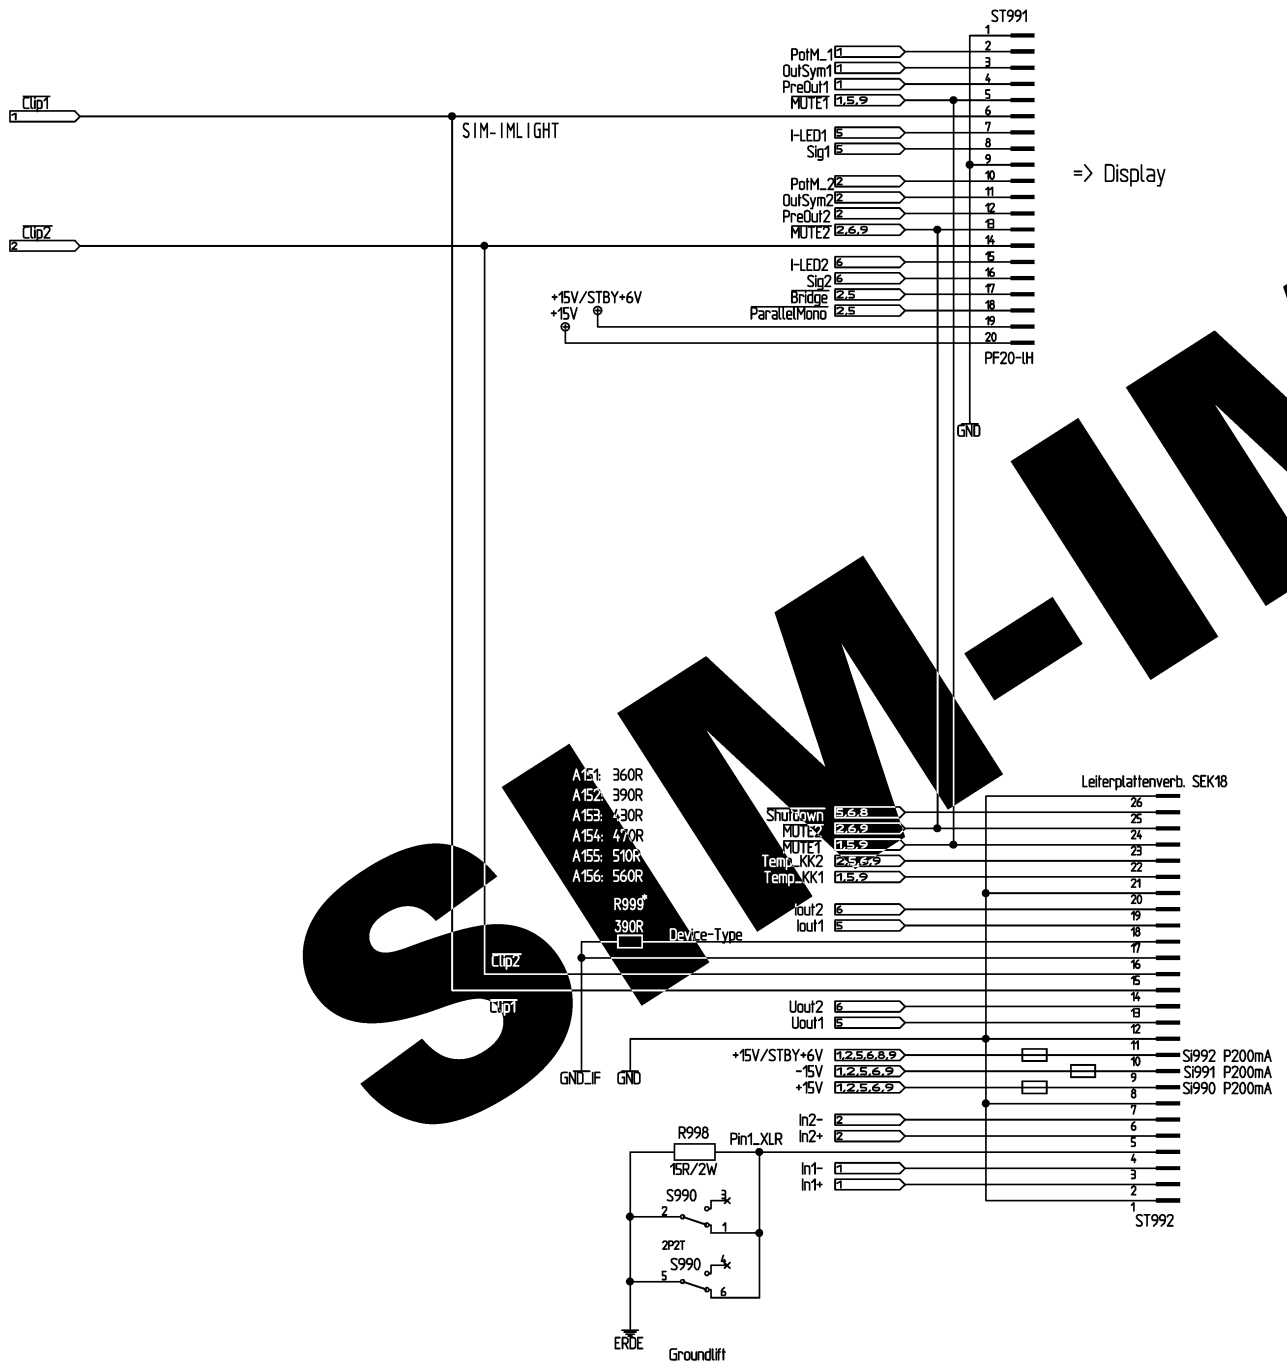 ST991
1
PotM_1 1 2
OutSym1 1 3
PreOut1 1 4
MUTE1 1,5,9 5
Clip1
1
6
SIM-IMLIGHT
I-LED1 5 7
Sig1 5 8
9
=> Display
PotM_2 2 10
OutSym2 2 11
PreOut2 2 12
MUTE2 2,6,9 13
Clip2
2
14
I-LED2 6 15
Sig2 6 16
Bridge 2,5 17
ParallelMono 2,5 18
+15V/STBY+6V
19
+15V
20
PF20-IH
GND
SIM-IM
A151: 360R
A152: 390R
A153: 430R
A154: 470R
A155: 510R
A156: 560R
R999*
390R
Device-Type
Leiterplattenverb. SEK18
26
Shutdown 5,6,8 25
MUTE2 2,6,9 24
MUTE1 1,5,9 23
Temp_KK2 2,5,6,9 22
Temp_KK1 1,5,9 21
20
Iout2 6 19
Iout1 5 18
17
16
Clip2
15
Clip1
14
Uout2 6 13
Uout1 5 12
11
+15V/STBY+6V 1,2,5,6,8,9 10 Si992 P200mA
-15V 1,2,5,6,9 9 Si991 P200mA
+15V 1,2,5,6,9 8 Si990 P200mA
GND_IF GND
7
In2- 2 6
In2+ 2 5
4
In1- 1 3
In1+ 1 2
1
ST992
R998
Pin1_XLR
15R/2W
S990 3
2 1
2P2T
S990 4
5 6
ERDE
Groundlift